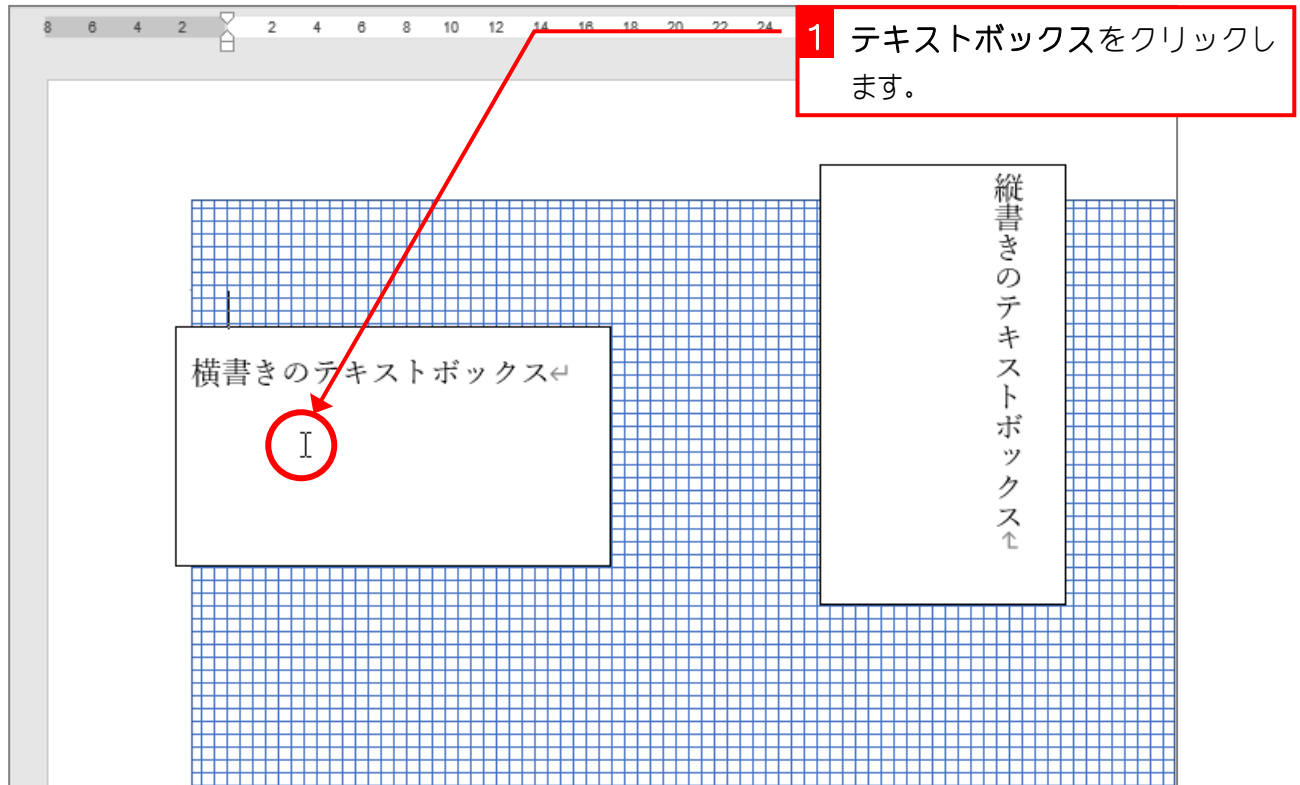 8 6 4 2 2 4 6 8 10 12 14 16 18 20 22 24
1 テキストボックスをクリックし
ます。
縦書きのテキストボックス
横書きのテキストボックス↵